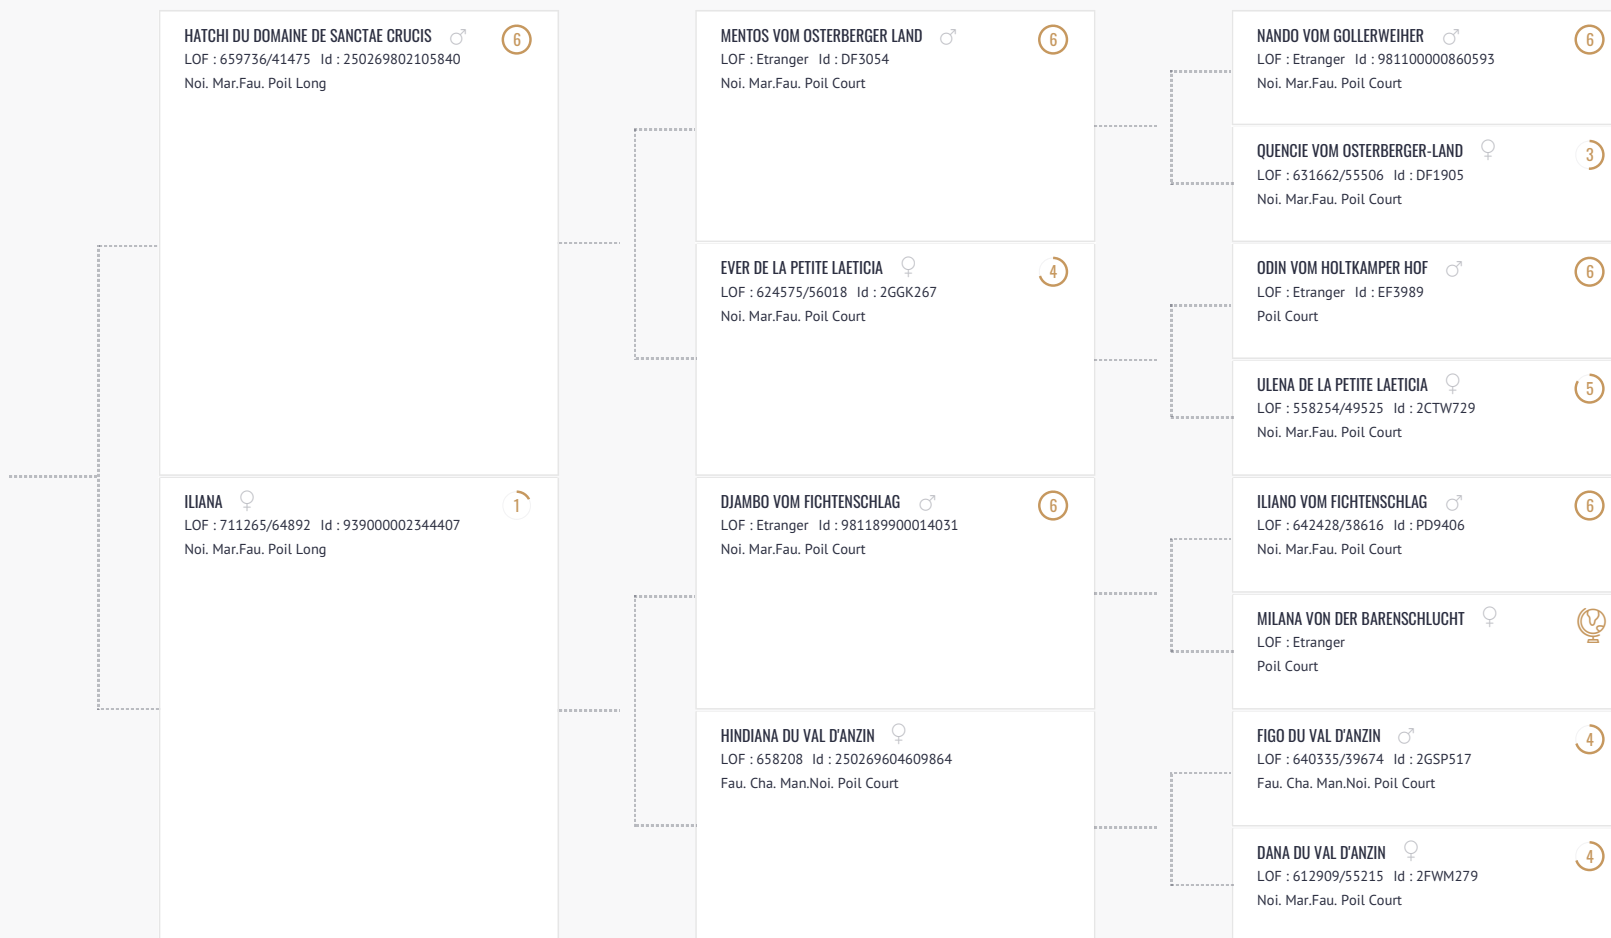 HATCHI DU DOMAINE DE SANCTAE CRUCIS
6
LOF : 659736/41475 Id : 250269802105840
Noi. Mar.Fau. Poil Long
ILIANA
1
LOF : 711265/64892 Id : 939000002344407
Noi. Mar.Fau. Poil Long
MENTOS VOM OSTERBERGER LAND
6
LOF : Etranger Id : DF3054
Noi. Mar.Fau. Poil Court
EVER DE LA PETITE LAETICIA
4
LOF : 624575/56018 Id : 2GGK267
Noi. Mar.Fau. Poil Court
DJAMBO VOM FICHTENSCHLAG
6
LOF : Etranger Id : 981189900014031
Noi. Mar.Fau. Poil Court
HINDIANA DU VAL D'ANZIN
LOF : 658208 Id : 250269604609864
Fau. Cha. Man.Noi. Poil Court
NANDO VOM GOLLERWEIHER
6
LOF : Etranger Id : 981100000860593
Noi. Mar.Fau. Poil Court
QUENCIE VOM OSTERBERGER-LAND
3
LOF : 631662/55506 Id : DF1905
Noi. Mar.Fau. Poil Court
ODIN VOM HOLTKAMPER HOF
6
LOF : Etranger Id : EF3989
Poil Court
ULENA DE LA PETITE LAETICIA
5
LOF : 558254/49525 Id : 2CTW729
Noi. Mar.Fau. Poil Court
ILIANO VOM FICHTENSCHLAG
6
LOF : 642428/38616 Id : PD9406
Noi. Mar.Fau. Poil Court
MILANA VON DER BARENSCHLUCHT
LOF : Etranger
Poil Court
FIGO DU VAL D'ANZIN
4
LOF : 640335/39674 Id : 2GSP517
Fau. Cha. Man.Noi. Poil Court
DANA DU VAL D'ANZIN
4
LOF : 612909/55215 Id : 2FWM279
Noi. Mar.Fau. Poil Court